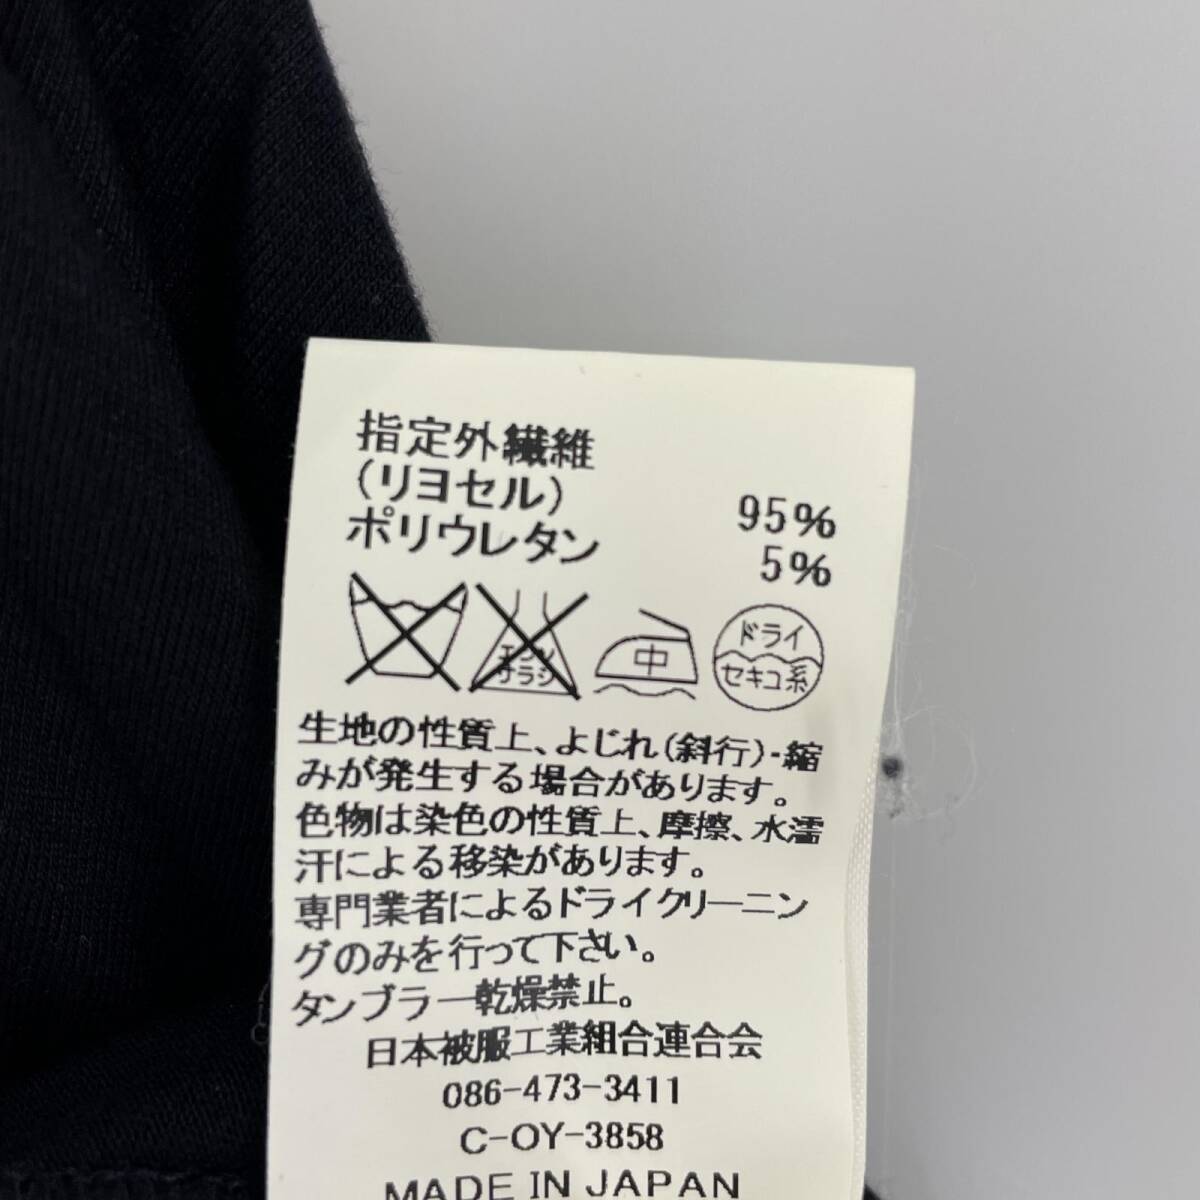 指定外繊維
(リヨセル) 95%
ポリウレタン 5%
エンソ
サラシ
中
ドライ
セキユ系
生地の性質上、よじれ(斜行)・縮
みが発生する場合があります。
色物は染色の性質上、摩擦、水濡
汗による移染があります。
専門業者によるドライクリーニン
グのみを行って下さい。
タンブラー乾燥禁止。
日本被服工業組合連合会
086-473-3411
C-OY-3858
MADE IN JAPAN